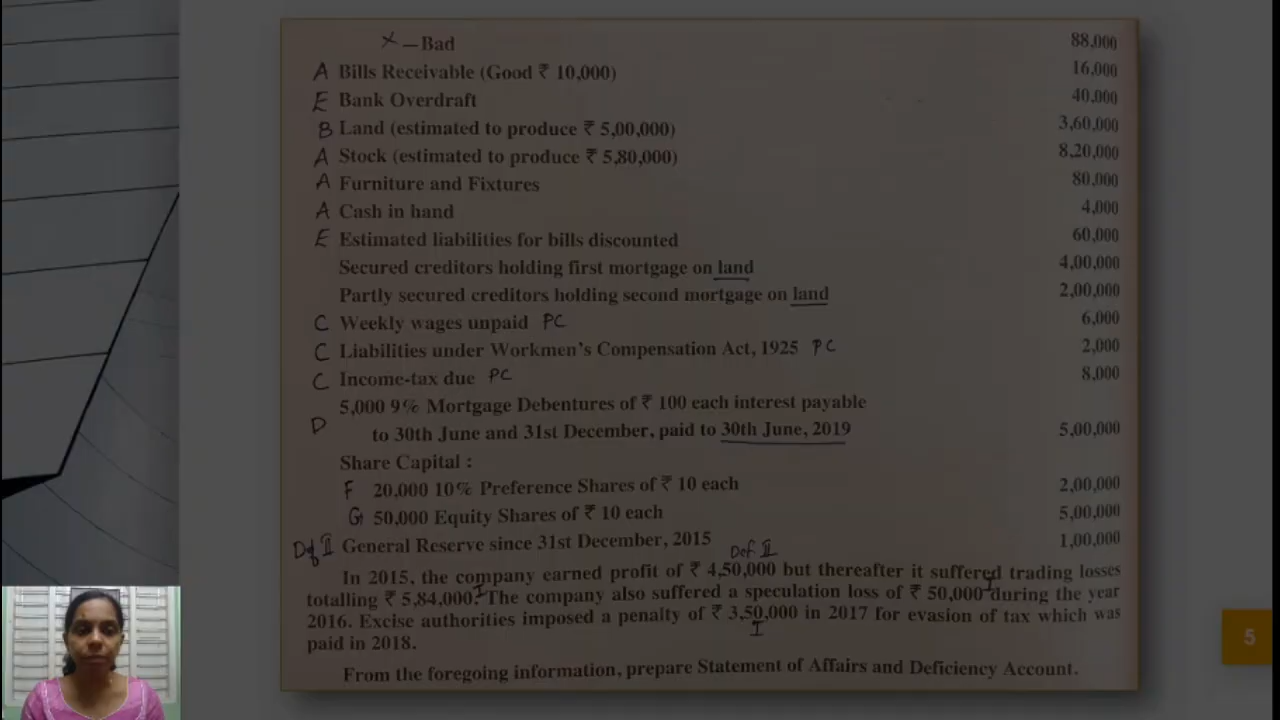 X —Bad 88,000
A Bills Receivable (Good ₹ 10,000) 16,000
E Bank Overdraft 40,000
B Land (estimated to produce ₹ 5,00,000) 3,60,000
A Stock (estimated to produce ₹ 5,80,000) 8,20,000
A Furniture and Fixtures 80,000
A Cash in hand 4,000
E Estimated liabilities for bills discounted 60,000
Secured creditors holding first mortgage on land 4,00,000
Partly secured creditors holding second mortgage on land 2,00,000
C Weekly wages unpaid PC 6,000
C Liabilities under Workmen's Compensation Act, 1925 PC 2,000
C Income-tax due PC 8,000
5,000 9% Mortgage Debentures of ₹ 100 each interest payable
D to 30th June and 31st December, paid to 30th June, 2019 5,00,000
Share Capital :
F 20,000 10% Preference Shares of ₹ 10 each 2,00,000
G 50,000 Equity Shares of ₹ 10 each 5,00,000
Def II General Reserve since 31st December, 2015 1,00,000
Def II
In 2015, the company earned profit of ₹ 4,50,000 but thereafter it suffered trading losses
totalling ₹ 5,84,000. I The company also suffered a speculation loss of ₹ 50,000 I during the year
2016. Excise authorities imposed a penalty of ₹ 3,50,000 in 2017 for evasion of tax which was
I
paid in 2018.
From the foregoing information, prepare Statement of Affairs and Deficiency Account.
5